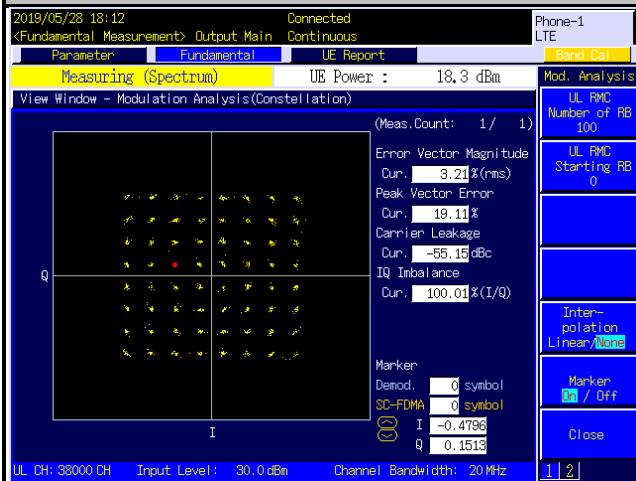 2019/05/28 18:12 Connected Phone-1
<Fundamental Measurement> Output Main Continuous LTE
Parameter Fundamental UE Report Band Cal.
Measuring (Spectrum) UE Power : 18.3 dBm Mod. Analysis
View Window - Modulation Analysis(Constellation)
UL RMC
Number of RB
100
(Meas.Count: 1/ 1)
Error Vector Magnitude
Cur. 3.21 %(rms)
UL RMC
Starting RB
0
Peak Vector Error
Cur. 19.11 %
Carrier Leakage
Cur. -55.15 dBc
IQ Imbalance
Cur. 100.01 %(I/Q)
Q
I
Inter-
polation
Linear/None
Marker
Demod. 0 symbol
SC-FDMA 0 symbol
I -0.4796
Q 0.1513
Marker
On / Off
Close
UL CH: 38000 CH Input Level: 30.0 dBm Channel Bandwidth: 20 MHz 1 2